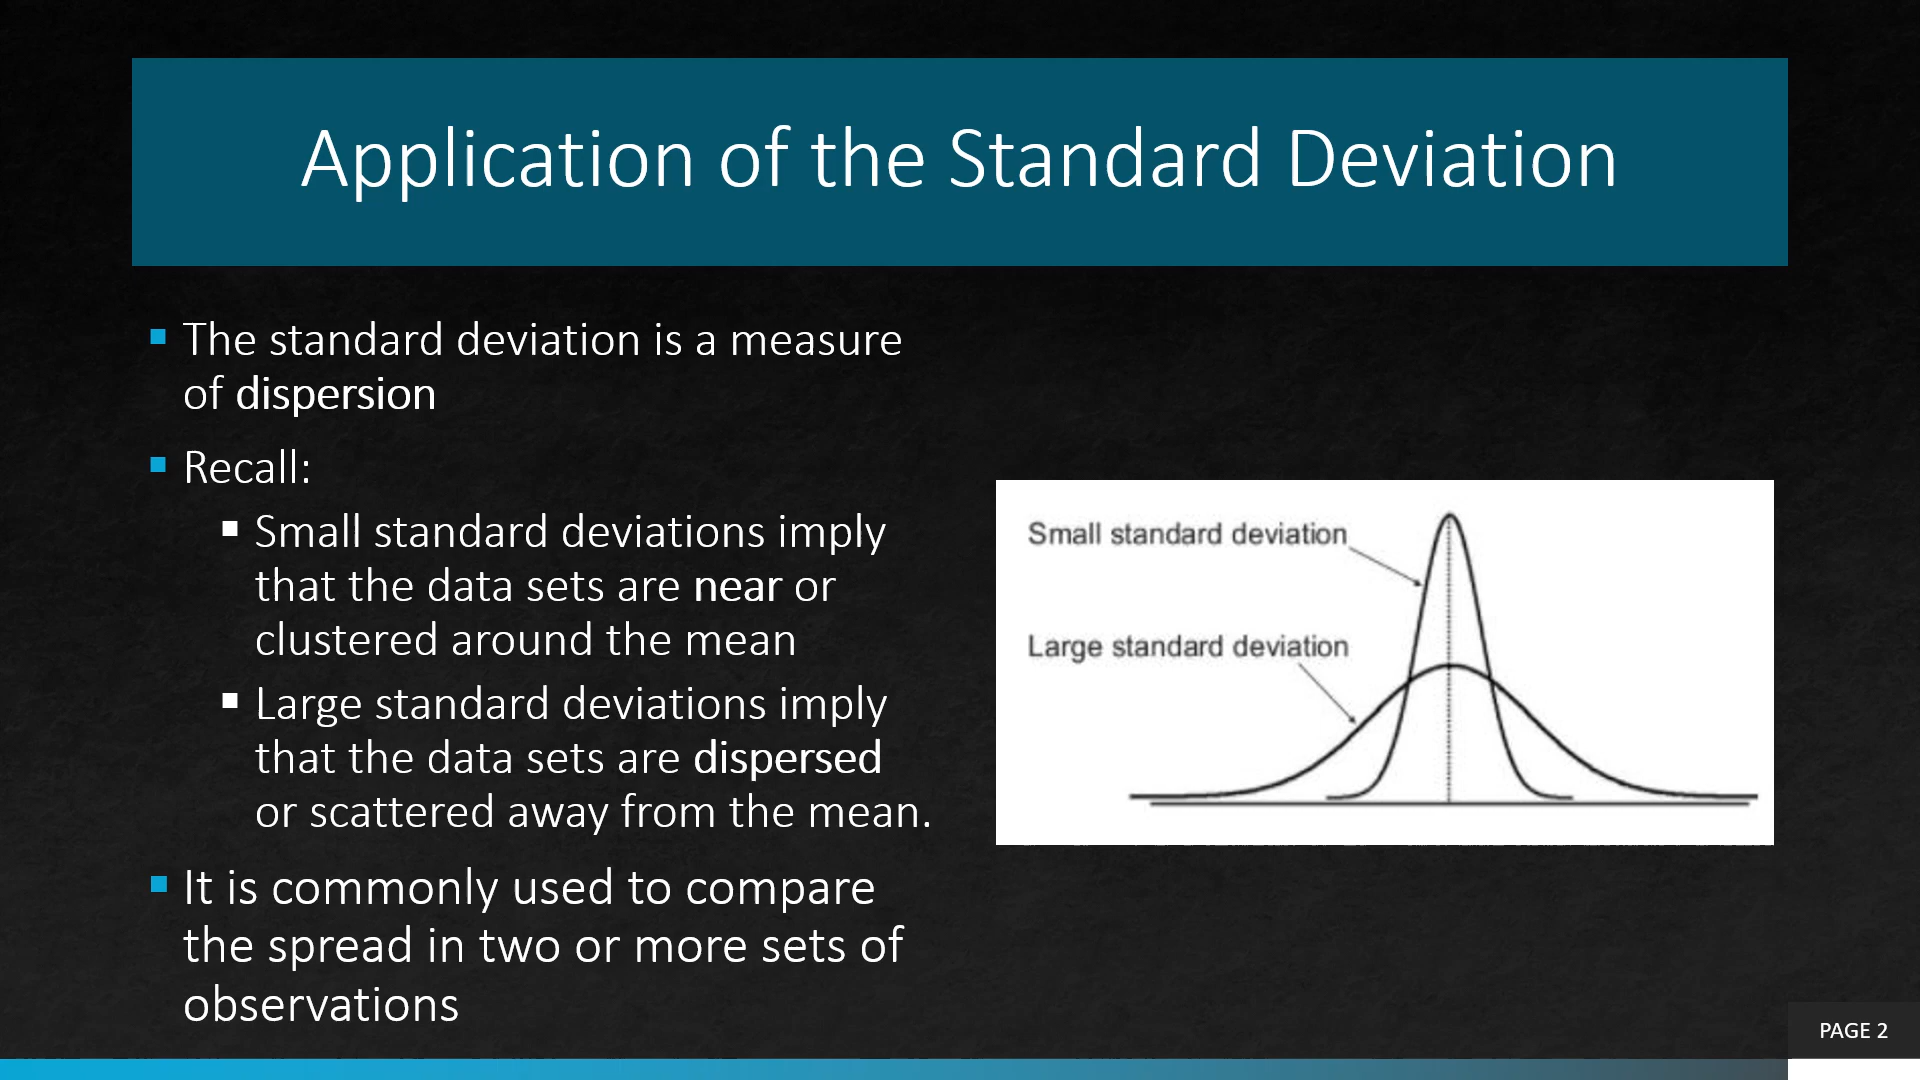 Application of the Standard Deviation
The standard deviation is a measure
of dispersion
Recall:
Small standard deviations imply
that the data sets are near or
clustered around the mean
Large standard deviations imply
that the data sets are dispersed
or scattered away from the mean.
It is commonly used to compare
the spread in two or more sets of
observations
Small standard deviation
Large standard deviation
PAGE 2